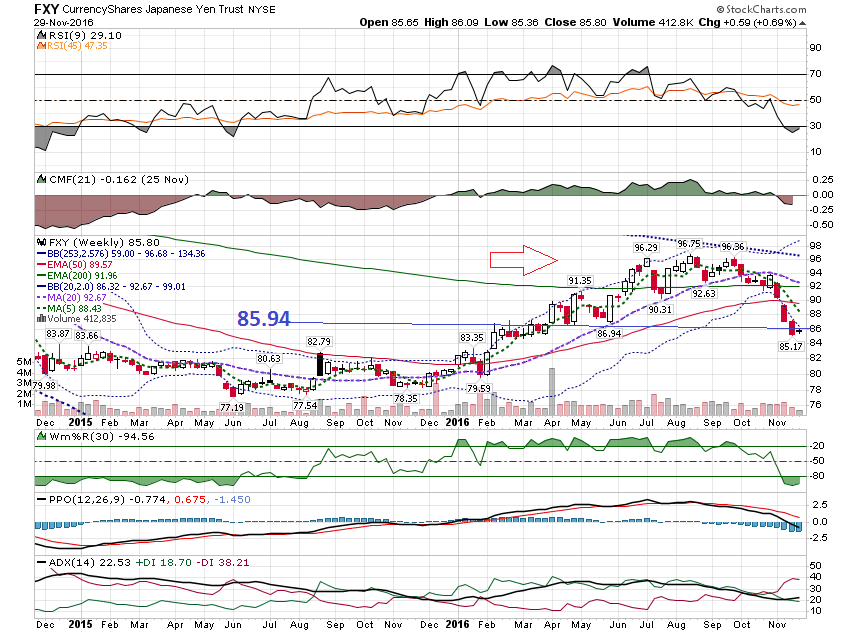 FXY CurrencyShares Japanese Yen Trust NYSE © StockCharts.com
29-Nov-2016 Open 85.65 High 86.09 Low 85.36 Close 85.80 Volume 412.8K Chg +0.59 (+0.69%)
RSI(9) 29.10
RSI(45) 47.35
90
70
50
30
10
CMF(21) -0.162 (25 Nov)
0.25
0.00
-0.25
-0.50
FXY (Weekly) 85.80
BB(253,2.576) 59.00 - 96.68 - 134.36
EMA(50) 89.57
EMA(200) 91.96
BB(20,2.0) 86.32 - 92.67 - 99.01
MA(20) 92.67
MA(5) 88.43
Volume 412,835
96.29 96.75 96.36
91.35
92.63
90.31
85.94
86.94
83.87 83.66 82.79 83.35
85.17
80.63
79.98 79.59
78.35
77.19 77.54
98
96
94
92
90
88
86
84
82
80
78
76
5M
4M
3M
2M
1M
Dec 2015 Feb Mar Apr May Jun Jul Aug Sep Oct Nov Dec 2016 Feb Mar Apr May Jun Jul Aug Sep Oct Nov
Wm%R(30) -94.56
-20
-50
-80
PPO(12,26,9) -0.774, 0.675, -1.450
2.5
0.0
-2.5
ADX(14) 22.53 +DI 18.70 -DI 38.21
50
40
30
20
10
Dec 2015 Feb Mar Apr May Jun Jul Aug Sep Oct Nov Dec 2016 Feb Mar Apr May Jun Jul Aug Sep Oct Nov